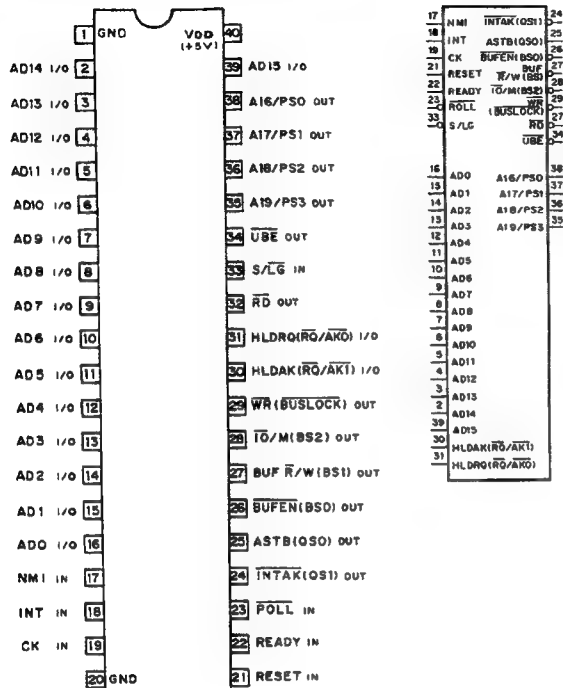 1 GND VDD 40
(+5V)
AD14 I/O 2 39 AD15 I/O
AD13 I/O 3 38 A16/PS0 OUT
AD12 I/O 4 37 A17/PS1 OUT
AD11 I/O 5 36 A18/PS2 OUT
AD10 I/O 6 35 A19/PS3 OUT
AD9 I/O 7 34 UBE OUT
AD8 I/O 8 33 S/LG IN
AD7 I/O 9 32 RD OUT
AD6 I/O 10 31 HLDRQ(RQ/AK0) I/O
AD5 I/O 11 30 HLDAK(RQ/AK1) I/O
AD4 I/O 12 29 WR(BUSLOCK) OUT
AD3 I/O 13 28 IO/M(BS2) OUT
AD2 I/O 14 27 BUF R/W(BS1) OUT
AD1 I/O 15 26 BUFEN(BS0) OUT
AD0 I/O 16 25 ASTB(QS0) OUT
NMI IN 17 24 INTAK(QS1) OUT
INT IN 18 23 POLL IN
CK IN 19 22 READY IN
20 GND 21 RESET IN
17 NMI INTAK(QS1) 24
18 INT ASTB(QS0) 25
19 CK BUFEN(BS0) 26
BUF 27
21 RESET R/W(BS1)
22 READY IO/M(BS2) 28
23 ROLL WR 29
(BUSLOCK)
33 S/LG RD 27
UBE 34
16 AD0 A16/PS0 38
15 AD1 A17/PS1 37
14 AD2 A18/PS2 36
13 AD3 A19/PS3 35
12 AD4
11 AD5
10 AD6
9 AD7
8 AD8
7 AD9
6 AD10
5 AD11
4 AD12
3 AD13
2 AD14
39 AD15
30 HLDAK(RQ/AK1)
31 HLDRQ(RQ/AK0)